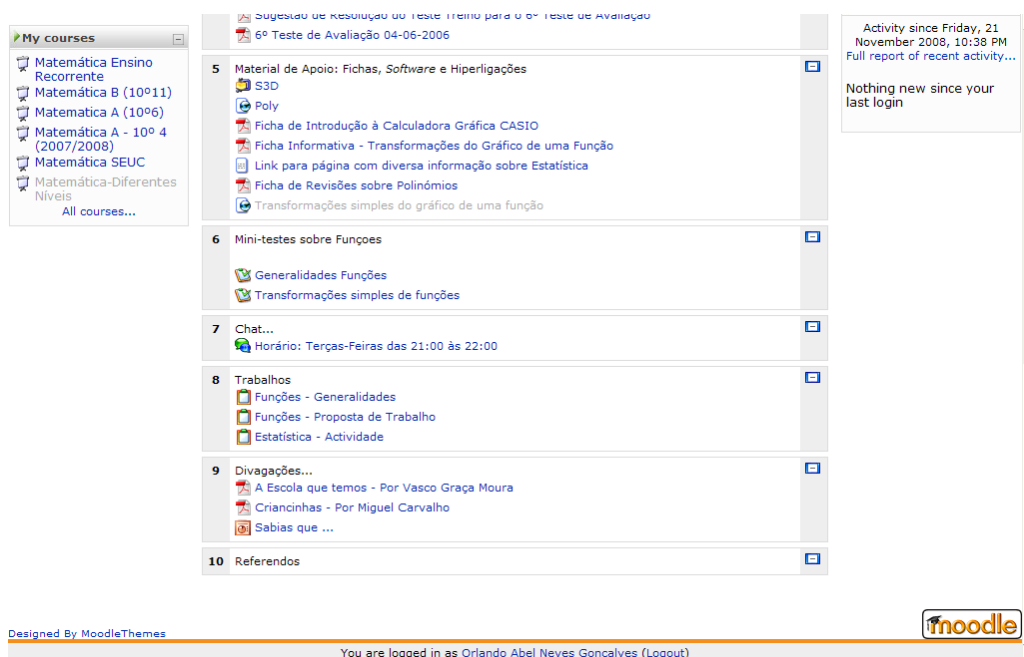 My courses
Matemática Ensino
Recorrente
Matemática B (10º11)
Matematica A (10º6)
Matemática A - 10º 4
(2007/2008)
Matemática SEUC
Matemática-Diferentes
Níveis
All courses...
Sugestão de Resolução do Teste Treino para o 6º Teste de Avaliação
6º Teste de Avaliação 04-06-2006
5 Material de Apoio: Fichas, Software e Hiperligações
S3D
Poly
Ficha de Introdução à Calculadora Gráfica CASIO
Ficha Informativa - Transformações do Gráfico de uma Função
Link para página com diversa informação sobre Estatística
Ficha de Revisões sobre Polinómios
Transformações simples do gráfico de uma função
6 Mini-testes sobre Funçoes
Generalidades Funções
Transformações simples de funções
7 Chat...
Horário: Terças-Feiras das 21:00 às 22:00
8 Trabalhos
Funções - Generalidades
Funções - Proposta de Trabalho
Estatística - Actividade
9 Divagações...
A Escola que temos - Por Vasco Graça Moura
Criancinhas - Por Miguel Carvalho
Sabias que ...
10 Referendos
Activity since Friday, 21
November 2008, 10:38 PM
Full report of recent activity...
Nothing new since your
last login
Designed By MoodleThemes
moodle
You are logged in as Orlando Abel Neves Gonçalves (Logout)